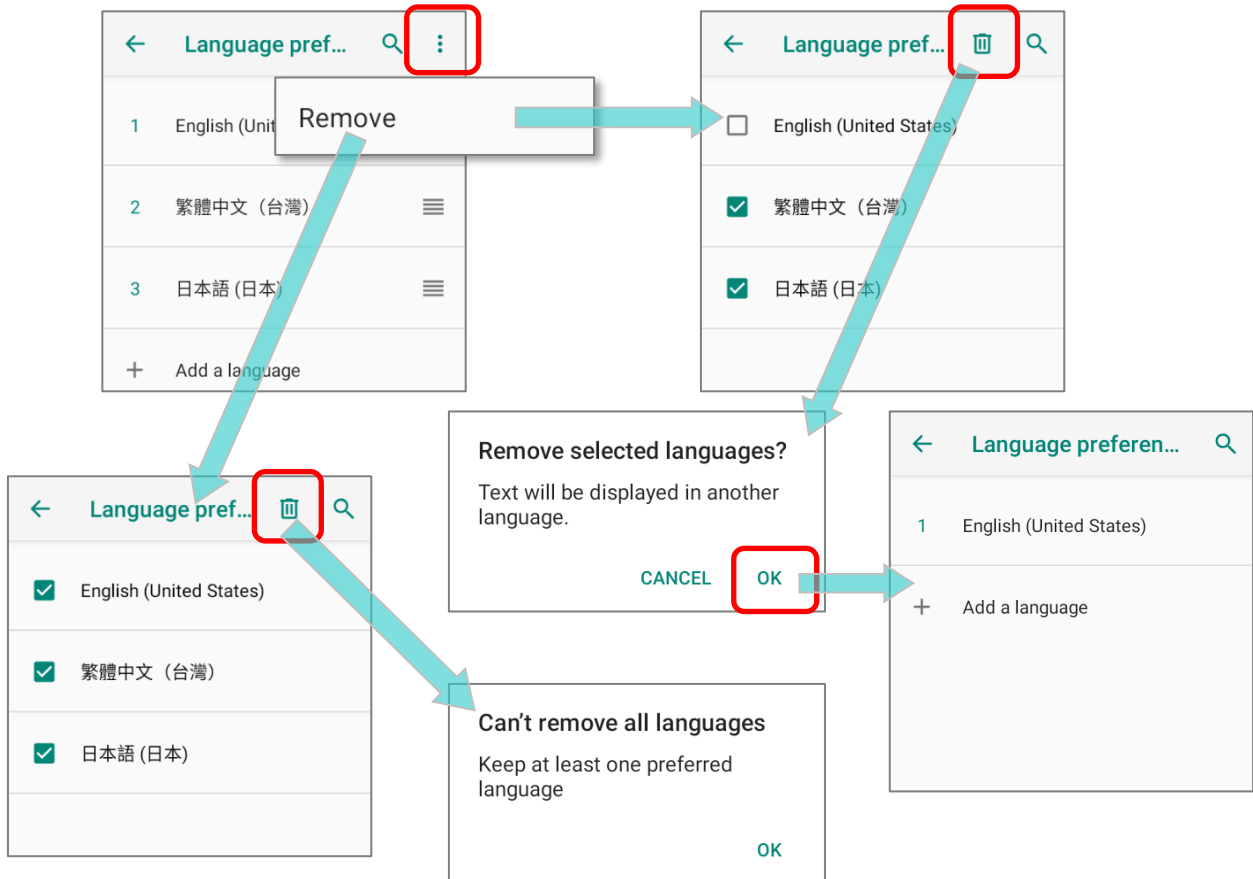 Language pref...
Remove
1 English (Unit
2 繁體中文（台灣）
3 日本語 (日本)
+ Add a language
Language pref...
English (United States)
繁體中文（台灣）
日本語 (日本)
Language pref...
English (United States)
繁體中文（台灣）
日本語 (日本)
Remove selected languages?
Text will be displayed in another
language.
CANCEL OK
Language preferen...
1 English (United States)
+ Add a language
Can't remove all languages
Keep at least one preferred
language
OK